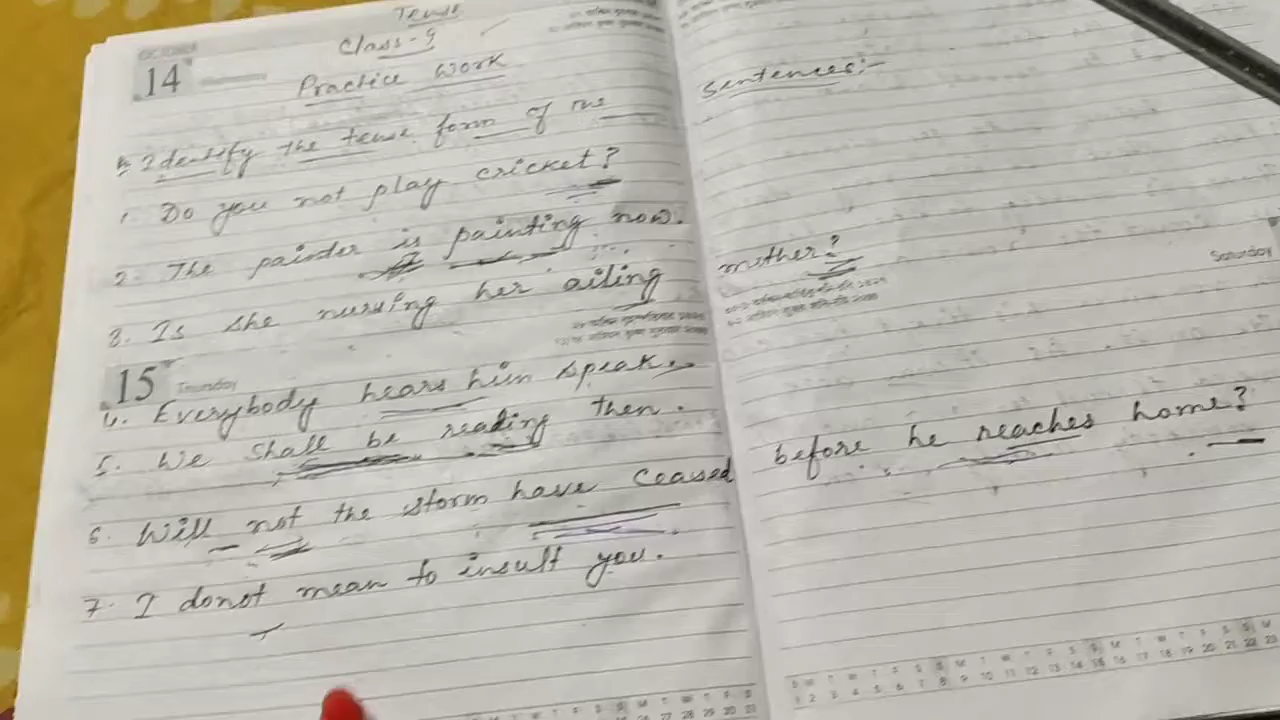 Tense
Class-9
Practice Work
OCTOBER
14
Identify the tense form of the sentences:-
1. Do you not play cricket?
2. The painter is painting now.
3. Is she nursing her ailing mother?
Saturday
15 Thursday
4. Everybody hears him speak.
5. We shall be reading then.
6. Will not the storm have ceased before he reaches home?
7. I donot mean to insult you.